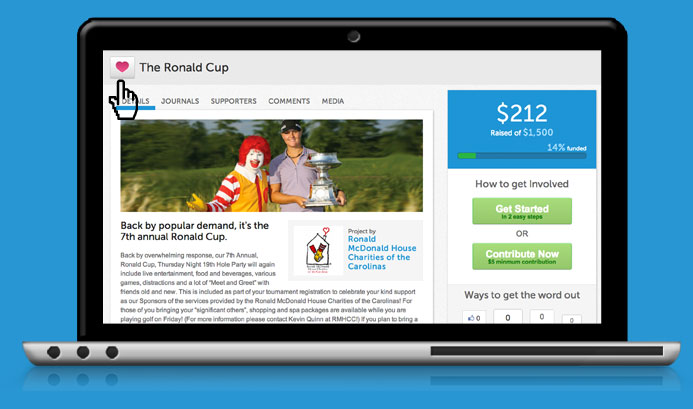 The Ronald Cup
DETAILS JOURNALS SUPPORTERS COMMENTS MEDIA
$212
Raised of $1,500
14% funded
How to get Involved
Get Started
in 2 easy steps
OR
Contribute Now
$5 minmum contribution
Ways to get the word out
0 0 0 0
Back by popular demand, it's the
7th annual Ronald Cup.
Project by
Ronald
McDonald House
Charities of the
Carolinas
Back by overwhelming response, our 7th Annual,
Ronald Cup, Thursday Night 19th Hole Party will again
include live entertainment, food and beverages, various
games, distractions and a lot of "Meet and Greet" with
friends old and new. This is included as part of your tournament registration to celebrate your kind support
as our Sponsors of the services provided by the Ronald McDonald House Charities of the Carolinas! For
those of you bringing your "significant others", shopping and spa packages are available while you are
playing golf on Friday! (For more information please contact Kevin Quinn at RMHCC!) If you plan to bring a